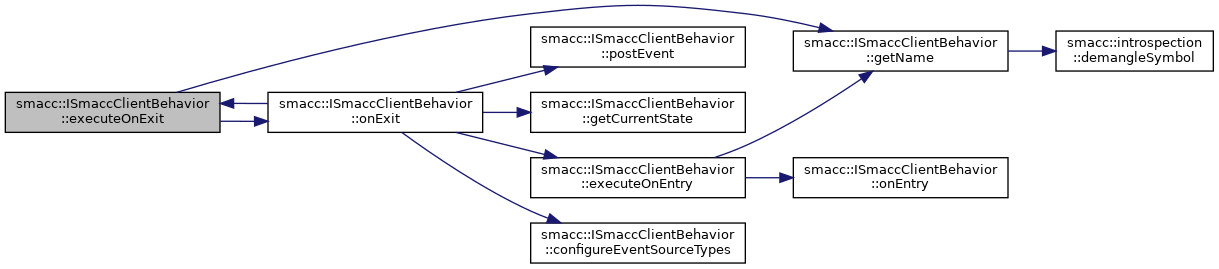 smacc::ISmaccClientBehavior
::executeOnExit
smacc::ISmaccClientBehavior
::onExit
smacc::ISmaccClientBehavior
::postEvent
smacc::ISmaccClientBehavior
::getCurrentState
smacc::ISmaccClientBehavior
::executeOnEntry
smacc::ISmaccClientBehavior
::configureEventSourceTypes
smacc::ISmaccClientBehavior
::getName
smacc::ISmaccClientBehavior
::onEntry
smacc::introspection
::demangleSymbol